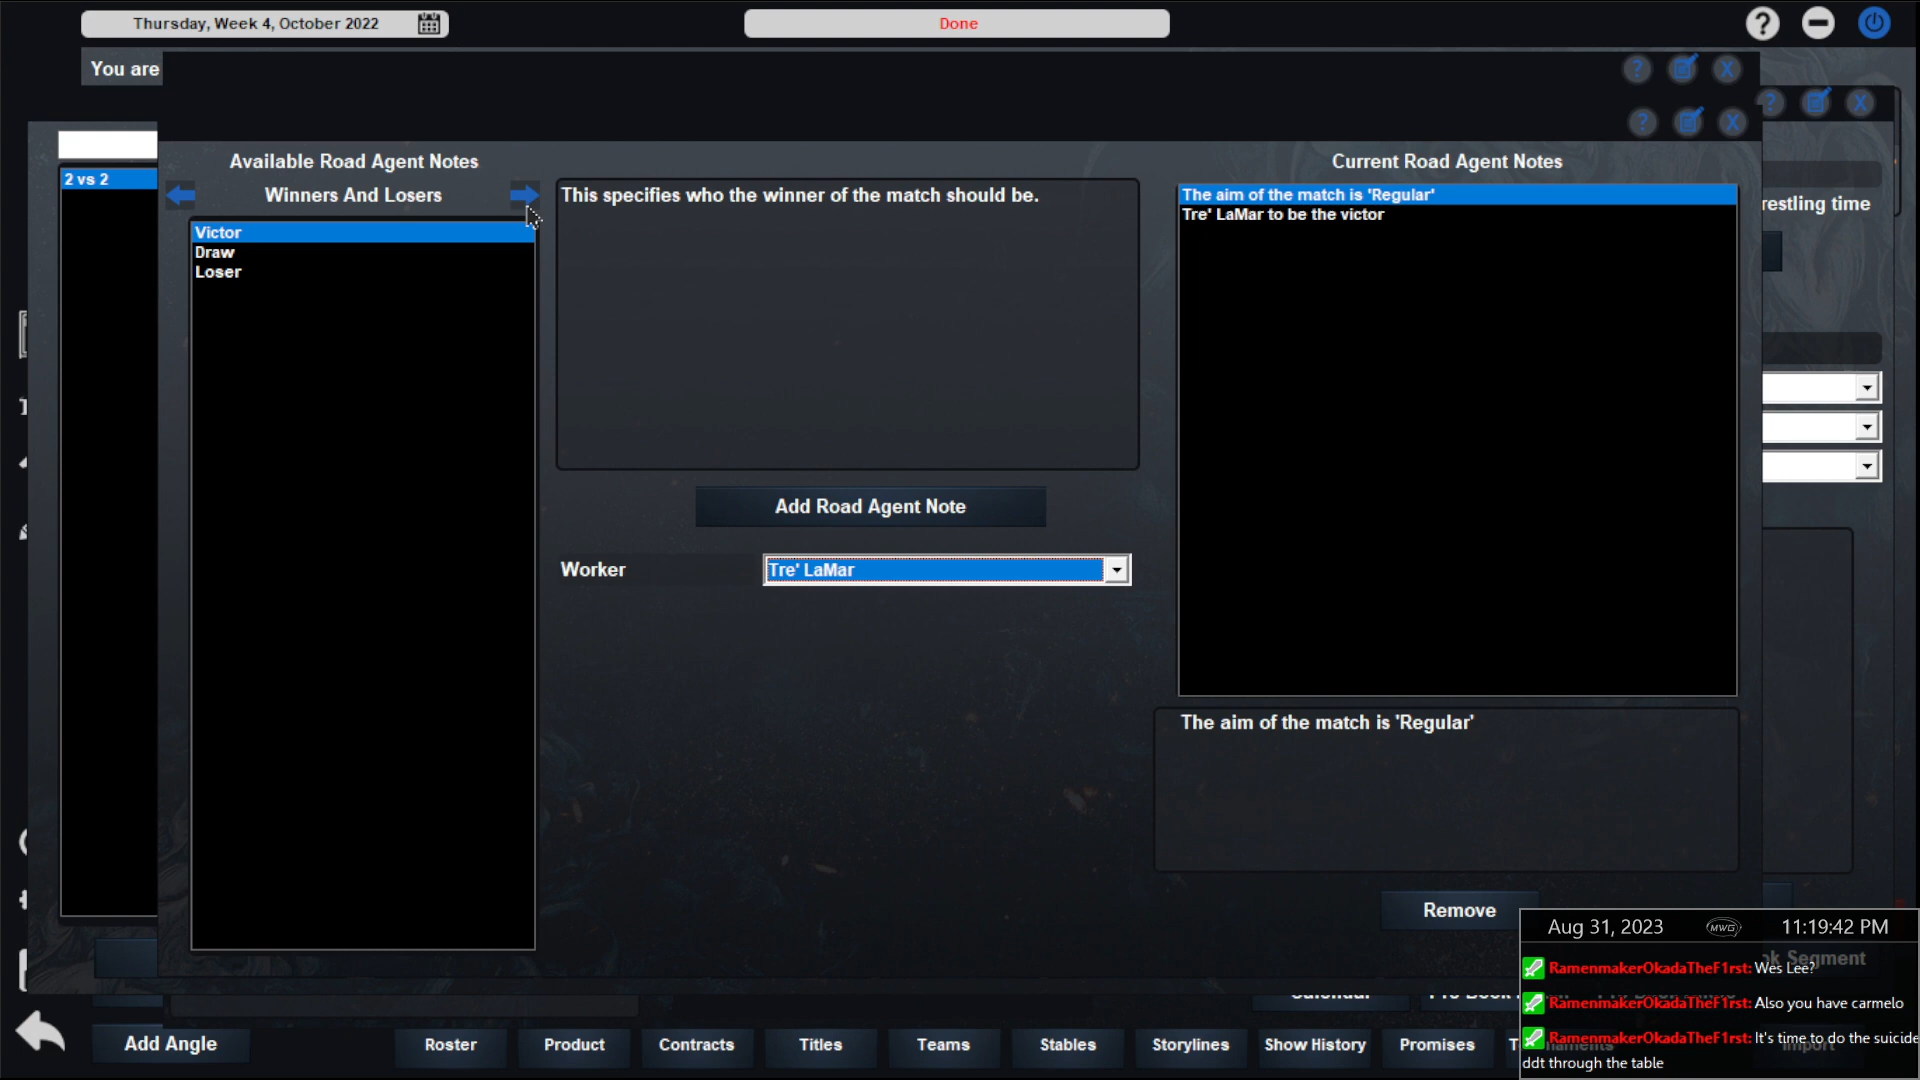 Thursday, Week 4, October 2022
Done
You are
Available Road Agent Notes
Winners And Losers
Current Road Agent Notes
2 vs 2
This specifies who the winner of the match should be.
The aim of the match is 'Regular'
Tre' LaMar to be the victor
restling time
Victor
Draw
Loser
Add Road Agent Note
Worker
Tre' LaMar
The aim of the match is 'Regular'
Remove
Aug 31, 2023
MWG
11:19:42 PM
ok Segment
RamenmakerOkadaTheF1rst: Wes Lee?
RamenmakerOkadaTheF1rst: Also you have carmelo
RamenmakerOkadaTheF1rst: It's time to do the suicide
ddt through the table
Calendar
Add Angle
Roster
Product
Contracts
Titles
Teams
Stables
Storylines
Show History
Promises
Import